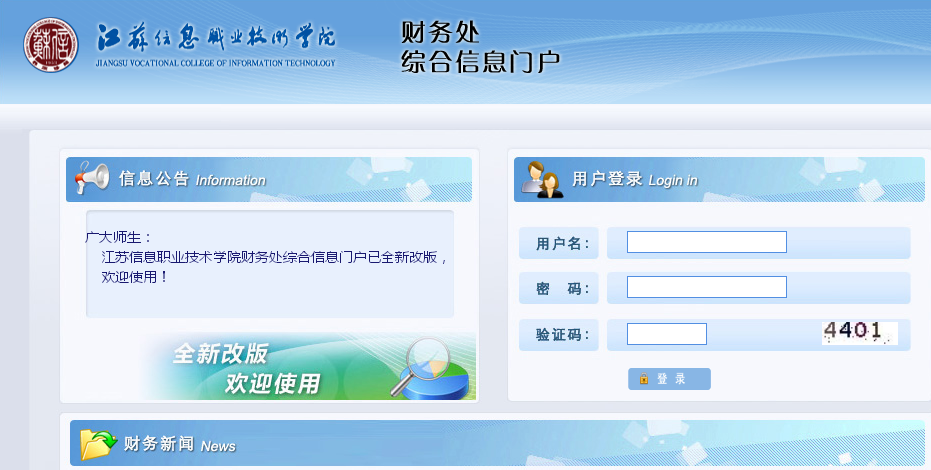 江苏信息职业技术学院
JIANGSU VOCATIONAL COLLEGE OF INFORMATION TECHNOLOGY
财务处
综合信息门户
信息公告 Information
广大师生：
江苏信息职业技术学院财务处综合信息门户已全新改版，
欢迎使用！
全新改版
欢迎使用
用户登录 Login in
用户名：
密 码：
验证码：
4401
登 录
财务新闻 News